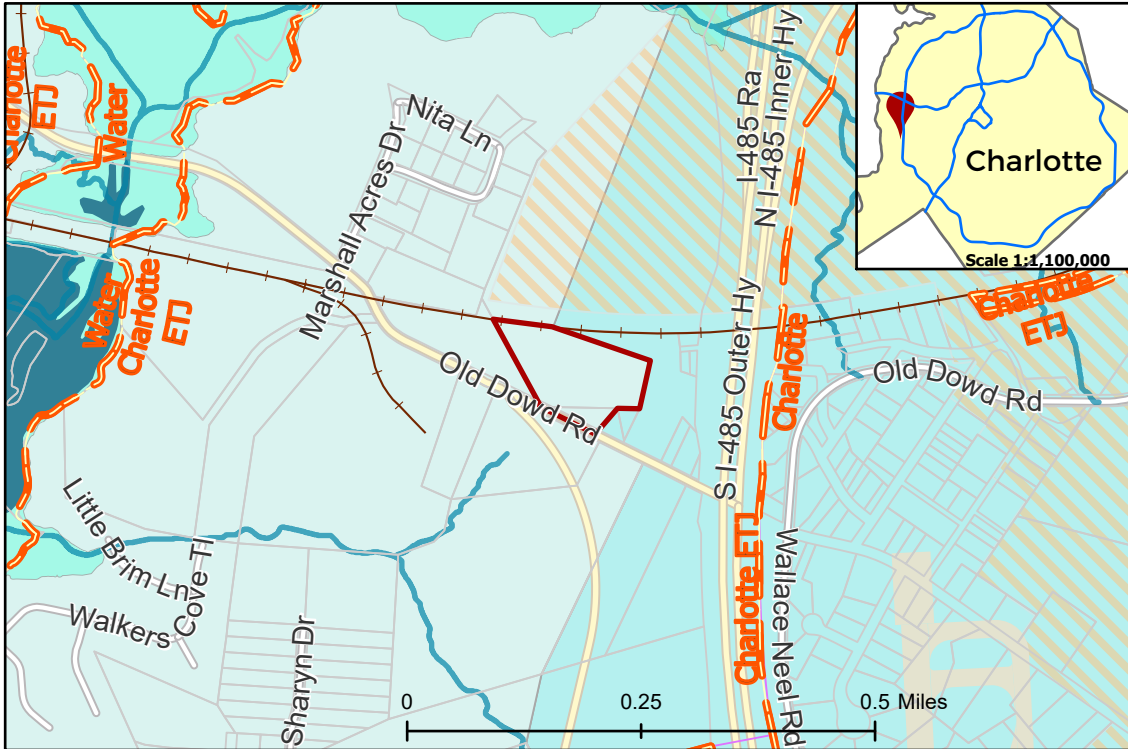 Charlotte
ETJ
Water
Nita Ln
Marshall Acres Dr
I-485 Ra
N I-485 Inner Hy
Charlotte
Scale 1:1,100,000
Water
Charlotte
ETJ
Old Dowd Rd
S I-485 Outer Hy
Charlotte
Charlotte
ETJ
Old Dowd Rd
Little Brim Ln
Cove Tl
Walkers
Sharyn Dr
Charlotte ETJ
Wallace Neel Rd
0
0.25
0.5 Miles